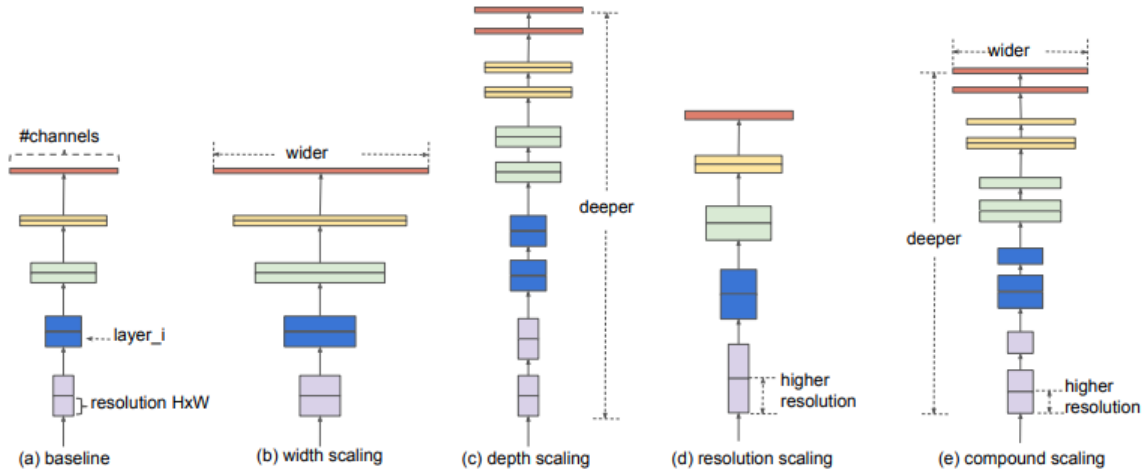 #channels
wider
deeper
wider
deeper
layer_i
resolution HxW
higher
resolution
higher
resolution
(a) baseline
(b) width scaling
(c) depth scaling
(d) resolution scaling
(e) compound scaling